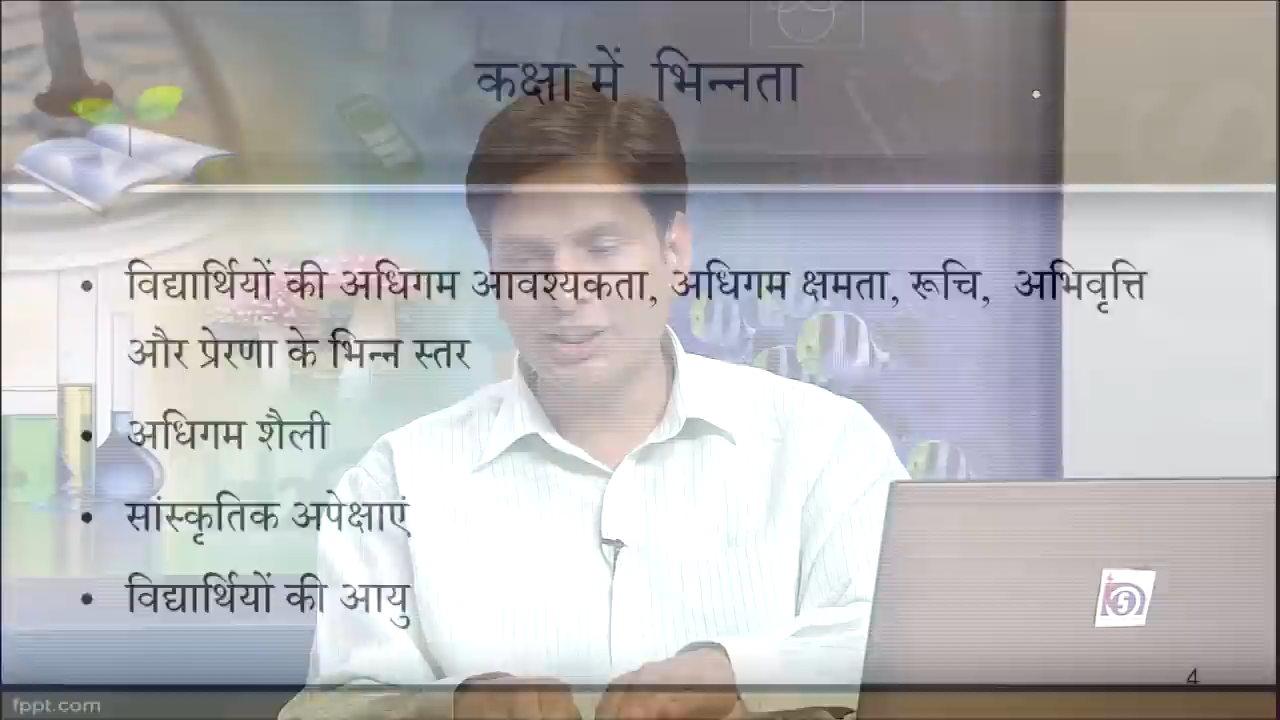 कक्षा में भिन्नता
• विद्यार्थियों की अधिगम आवश्यकता, अधिगम क्षमता, रूचि, अभिवृत्ति
और प्रेरणा के भिन्न स्तर
• अधिगम शैली
• सांस्कृतिक अपेक्षाएं
• विद्यार्थियों की आयु
4
fppt.com